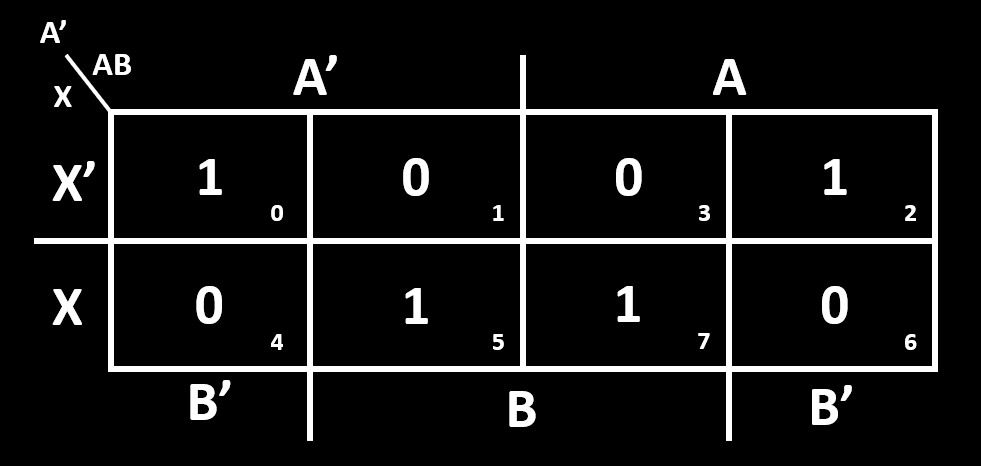 A’
AB
X
A’ A
X’ 1 0 0 1
0 1 3 2
X 0 1 1 0
4 5 7 6
B’ B B’